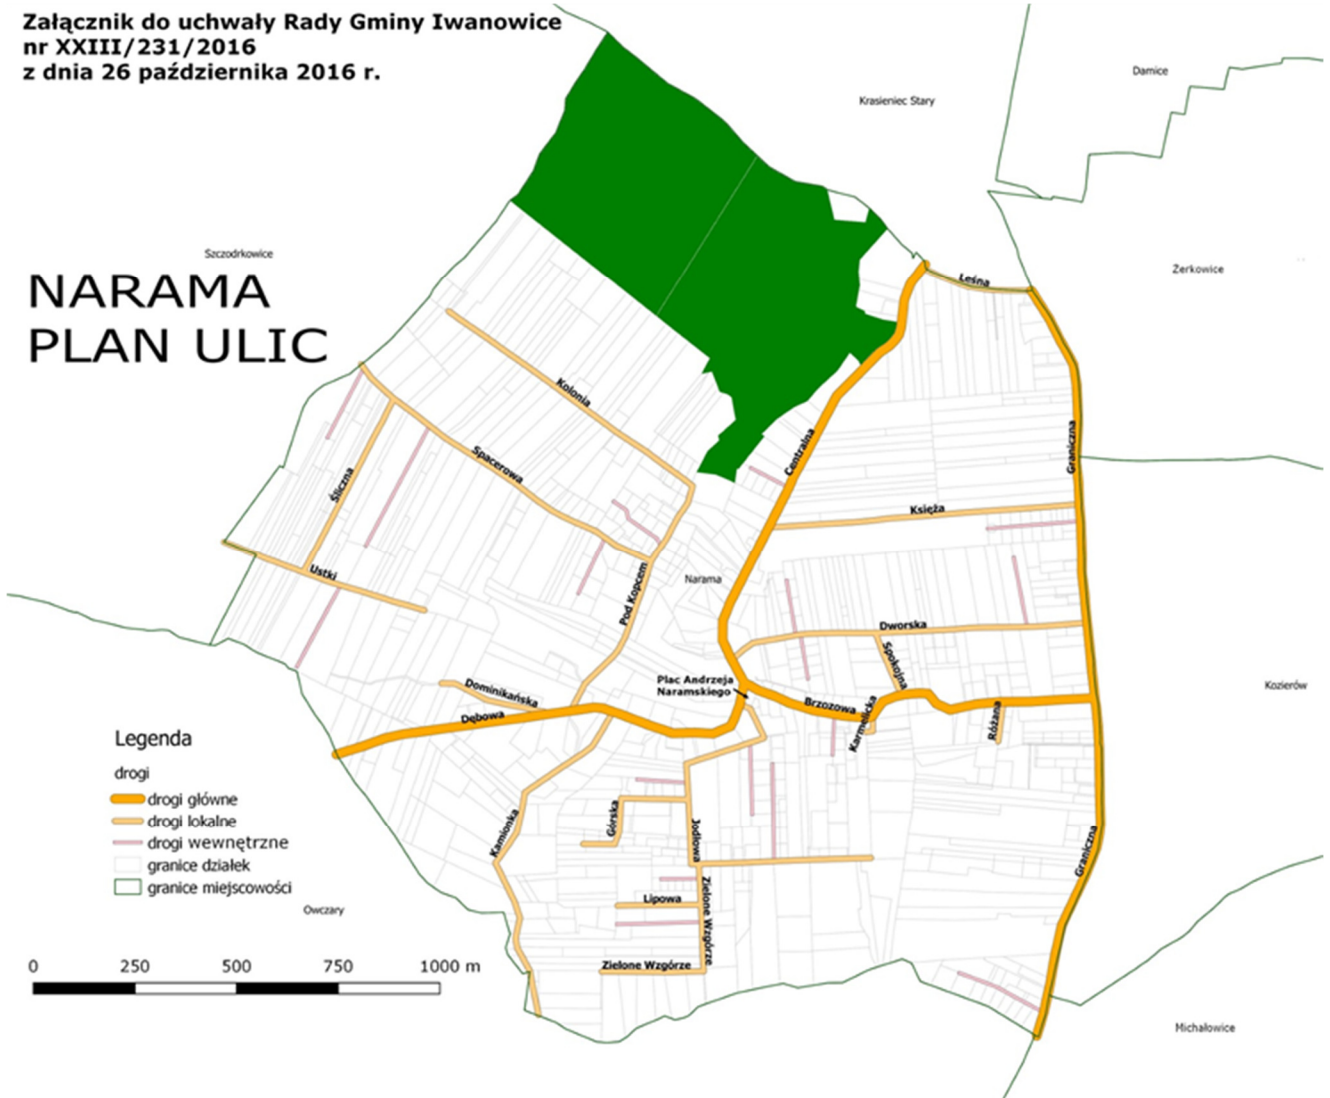 Załącznik do uchwały Rady Gminy Iwanowice
nr XXIII/231/2016
z dnia 26 października 2016 r.
Damice
Krasieniec Stary
Szczodrkowice
NARAMA
PLAN ULIC
Żerkowice
Leśna
Kolonia
Centralna
Graniczna
Spacerowa
Śliczna
Księża
Ustki
Narama
Pod Kopcem
Dworska
Spokojna
Plac Andrzeja
Naramskiego
Kozierów
Dominikańska
Brzozowa
Karmelicka
Różana
Dębowa
Legenda
drogi
drogi główne
drogi lokalne
drogi wewnętrzne
granice działek
granice miejscowości
Kamionka
Górska
Jodłowa
Graniczna
Lipowa
Zielone Wzgórze
Owczary
Zielone Wzgórze
0 250 500 750 1000 m
Michałowice